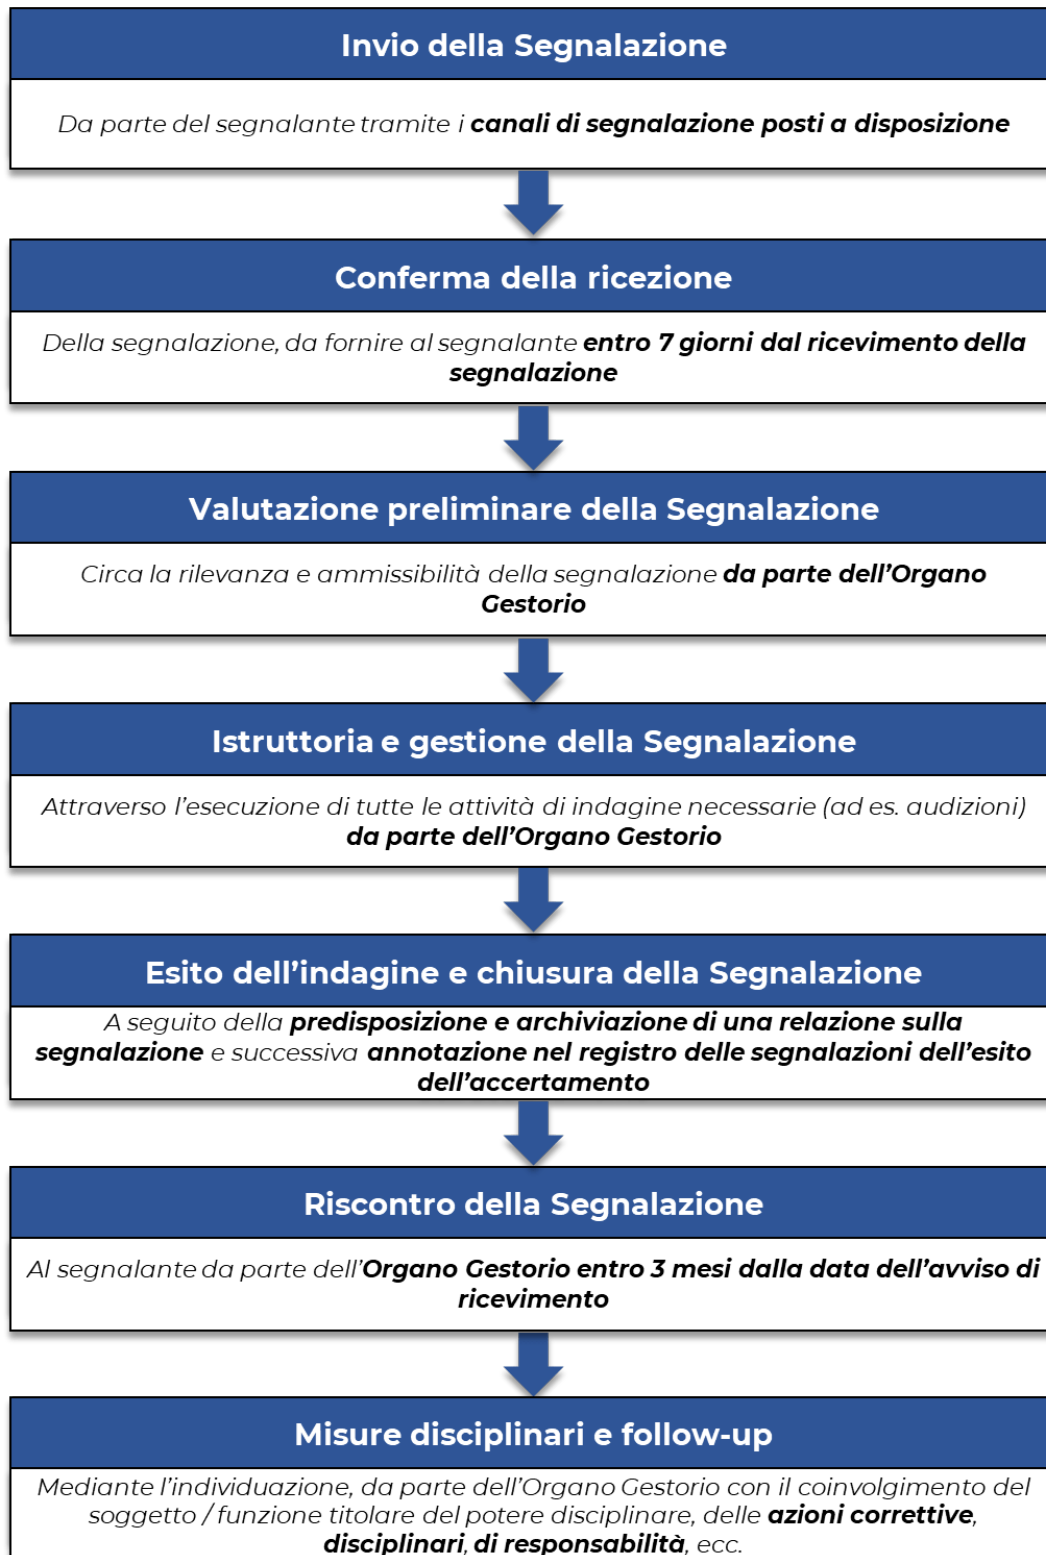 Invio della Segnalazione
Da parte del segnalante tramite i canali di segnalazione posti a disposizione
Conferma della ricezione
Della segnalazione, da fornire al segnalante entro 7 giorni dal ricevimento della
segnalazione
Valutazione preliminare della Segnalazione
Circa la rilevanza e ammissibilità della segnalazione da parte dell'Organo
Gestorio
Istruttoria e gestione della Segnalazione
Attraverso l'esecuzione di tutte le attività di indagine necessarie (ad es. audizioni)
da parte dell'Organo Gestorio
Esito dell'indagine e chiusura della Segnalazione
A seguito della predisposizione e archiviazione di una relazione sulla
segnalazione e successiva annotazione nel registro delle segnalazioni dell'esito
dell'accertamento
Riscontro della Segnalazione
Al segnalante da parte dell'Organo Gestorio entro 3 mesi dalla data dell'avviso di
ricevimento
Misure disciplinari e follow-up
Mediante l'individuazione, da parte dell'Organo Gestorio con il coinvolgimento del
soggetto / funzione titolare del potere disciplinare, delle azioni correttive,
disciplinari, di responsabilità, ecc.